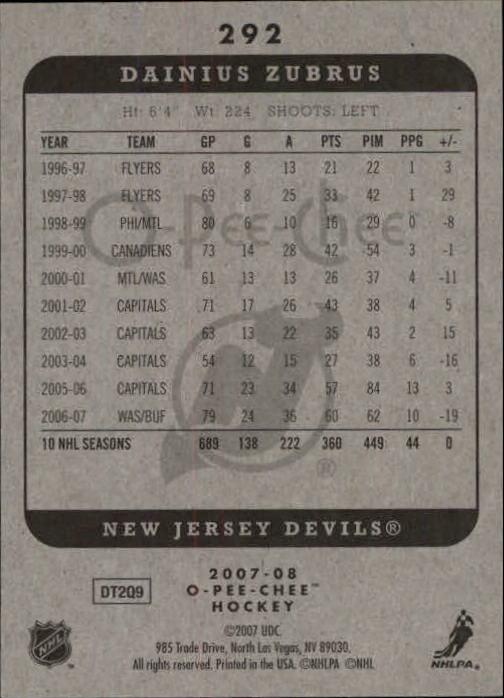 292
DAINIUS ZUBRUS
Ht: 6'4" Wt: 224 SHOOTS: LEFT
YEAR TEAM GP G A PTS PIM PPG +/-
1996-97 FLYERS 68 8 13 21 22 1 3
1997-98 FLYERS 69 8 25 33 42 1 29
1998-99 PHI/MTL 80 6 10 16 29 0 -8
1999-00 CANADIENS 73 14 28 42 54 3 -1
2000-01 MTL/WAS 61 13 13 26 37 4 -11
2001-02 CAPITALS 71 17 26 43 38 4 5
2002-03 CAPITALS 63 13 22 35 43 2 15
2003-04 CAPITALS 54 12 15 27 38 6 -16
2005-06 CAPITALS 71 23 34 57 84 13 3
2006-07 WAS/BUF 79 24 36 60 62 10 -19
10 NHL SEASONS 689 138 222 360 449 44 0
O-PEE-CHEE
®
NEW JERSEY DEVILS®
2007-08
DT2Q9
O-PEE-CHEE™
HOCKEY
©2007 UDC
985 Trade Drive, North Las Vegas, NV 89030.
All rights reserved. Printed in the USA. ©NHLPA ©NHL
NHL
NHLPA